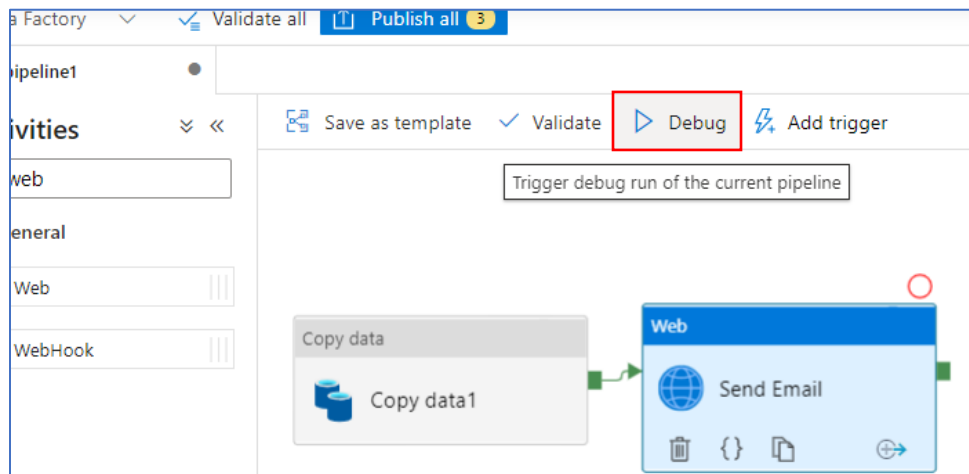 a Factory
Validate all
Publish all 3
ipeline1
ivities
Save as template
Validate
Debug
Add trigger
web
Trigger debug run of the current pipeline
eneral
Web
WebHook
Copy data
Copy data1
Web
Send Email
{}